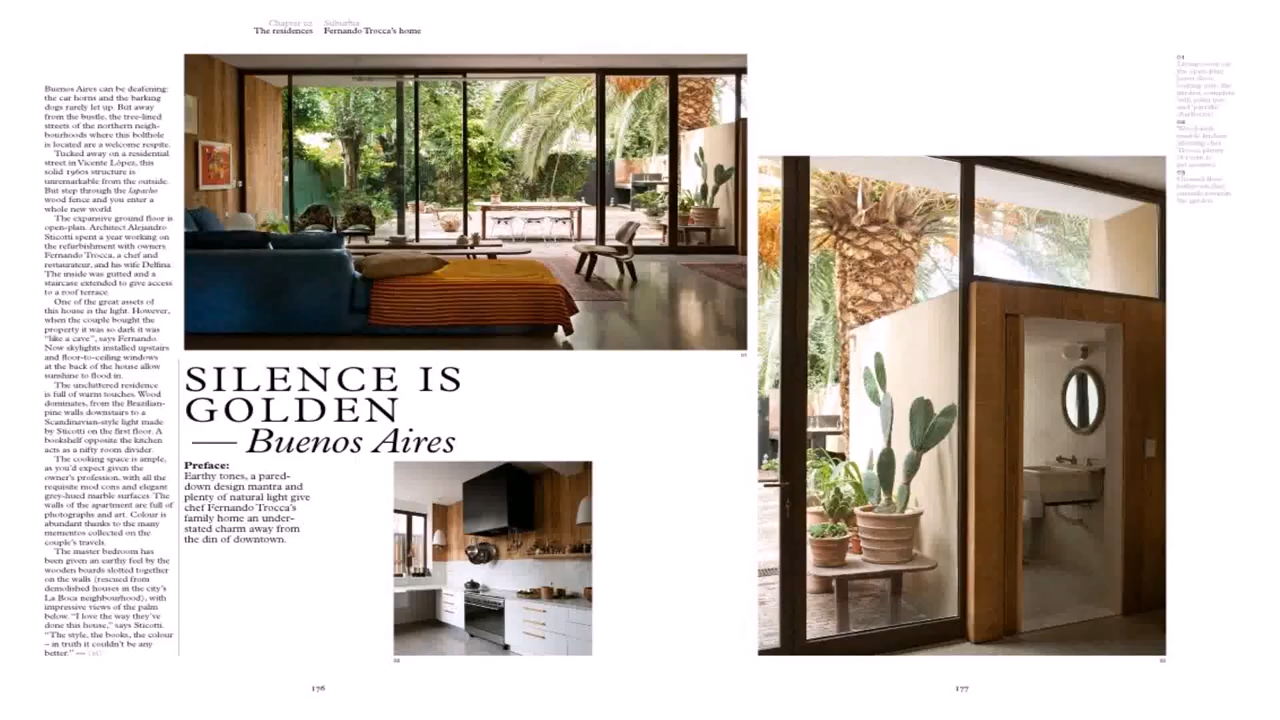 Chapter 02 Suburbia
The residences Fernando Trocca's home
Buenos Aires can be deafening:
the car horns and the barking
dogs rarely let up. But away
from the bustle, the tree-lined
streets of the northern neigh-
bourhoods where this bolthole
is located are a welcome respite.
Tucked away on a residential
street in Vicente López, this
solid 1960s structure is
unremarkable from the outside.
But step through the lapacho
wood fence and you enter a
whole new world
The expansive ground floor is
open-plan. Architect Alejandro
Sticotti spent a year working on
the refurbishment with owners
Fernando Trocca, a chef and
restaurateur, and his wife Delfina
The inside was gutted and a
staircase extended to give access
to a roof terrace.
One of the great assets of
this house is the light. However,
when the couple bought the
property it was so dark it was
"like a cave", says Fernando.
Now skylights installed upstairs
and floor-to-ceiling windows
at the back of the house allow
sunshine to flood in.
The uncluttered residence
is full of warm touches. Wood
dominates, from the Brazilian-
pine walls downstairs to a
Scandinavian-style light made
by Sticotti on the first floor. A
bookshelf opposite the kitchen
acts as a nifty room divider.
The cooking space is ample,
as you'd expect given the
owner's profession, with all the
requisite mod cons and elegant
grey-hued marble surfaces. The
walls of the apartment are full of
photographs and art. Colour is
abundant thanks to the many
mementos collected on the
couple's travels.
The master bedroom has
been given an earthy feel by the
wooden boards slotted together
on the walls (rescued from
demolished houses in the city's
La Boca neighbourhood), with
impressive views of the palm
below. "I love the way they've
done this house," says Sticotti.
"The style, the books, the colour
– in truth it couldn't be any
better." —
SILENCE IS
GOLDEN
— Buenos Aires
Preface:
Earthy tones, a pared-
down design mantra and
plenty of natural light give
chef Fernando Trocca's
family home an under-
stated charm away from
the din of downtown.
01
02
03
01
02
03
the garden
176
177